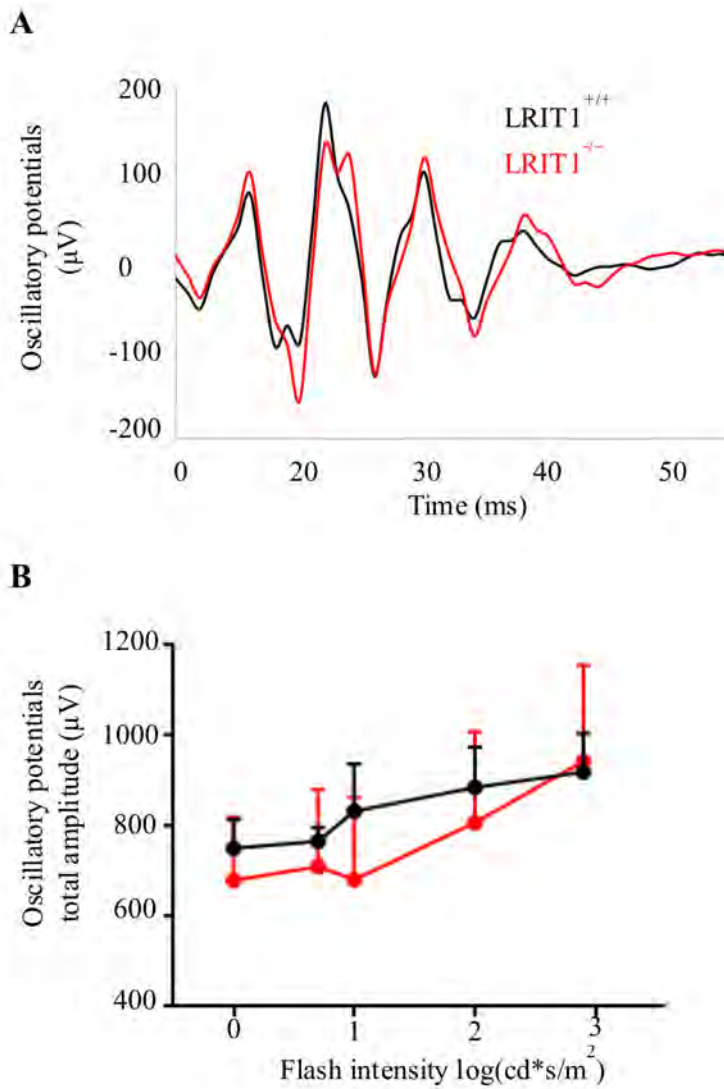 A
200
100
0
-100
-200
Oscillatory potentials
(μV)
LRIT1+/+
LRIT1-/-
0 20 30 40 50
Time (ms)
B
1200
1000
800
600
400
Oscillatory potentials
total amplitude (μV)
0 1 2 3
Flash intensity log(cd*s/m²)